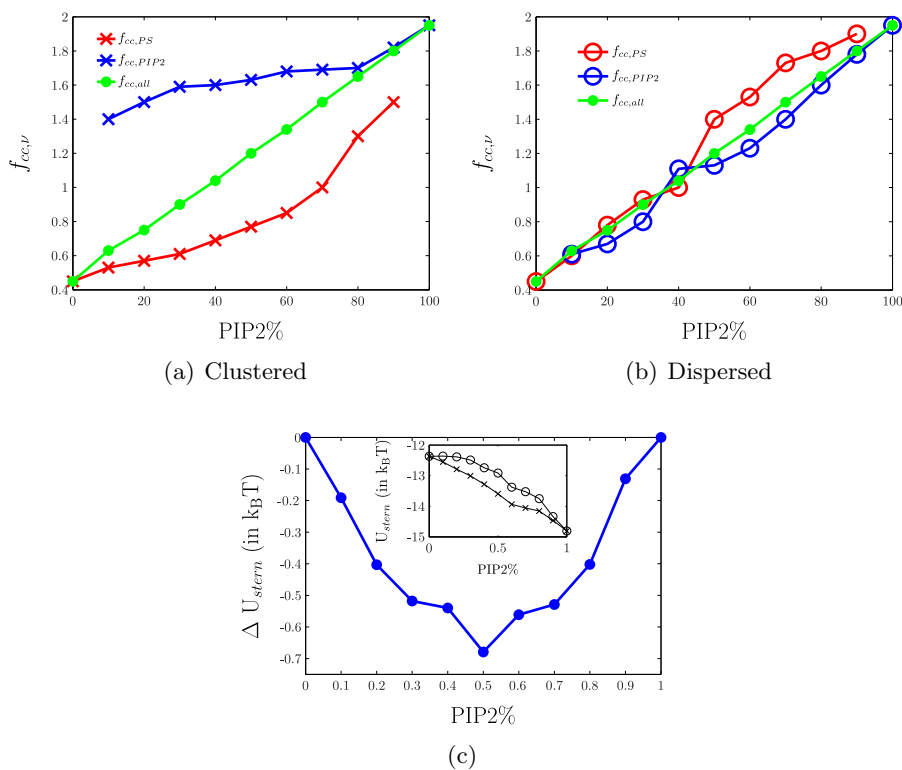 2
1.8
1.6
1.4
1.2
1
0.8
0.6
0.4
f_{cc,ν}
f_{cc,PS}
f_{cc,PIP2}
f_{cc,all}
0 20 40 60 80 100
PIP2%
(a) Clustered
2
1.8
1.6
1.4
1.2
1
0.8
0.6
0.4
f_{cc,ν}
f_{cc,PS}
f_{cc,PIP2}
f_{cc,all}
0 20 40 60 80 100
PIP2%
(b) Dispersed
0
-0.1
-0.2
-0.3
-0.4
-0.5
-0.6
-0.7
Δ U_{stern} (in k_BT)
-12
-13
-14
-15
U_{stern} (in k_BT)
0 0.5 1
PIP2%
0 0.1 0.2 0.3 0.4 0.5 0.6 0.7 0.8 0.9 1
PIP2%
(c)